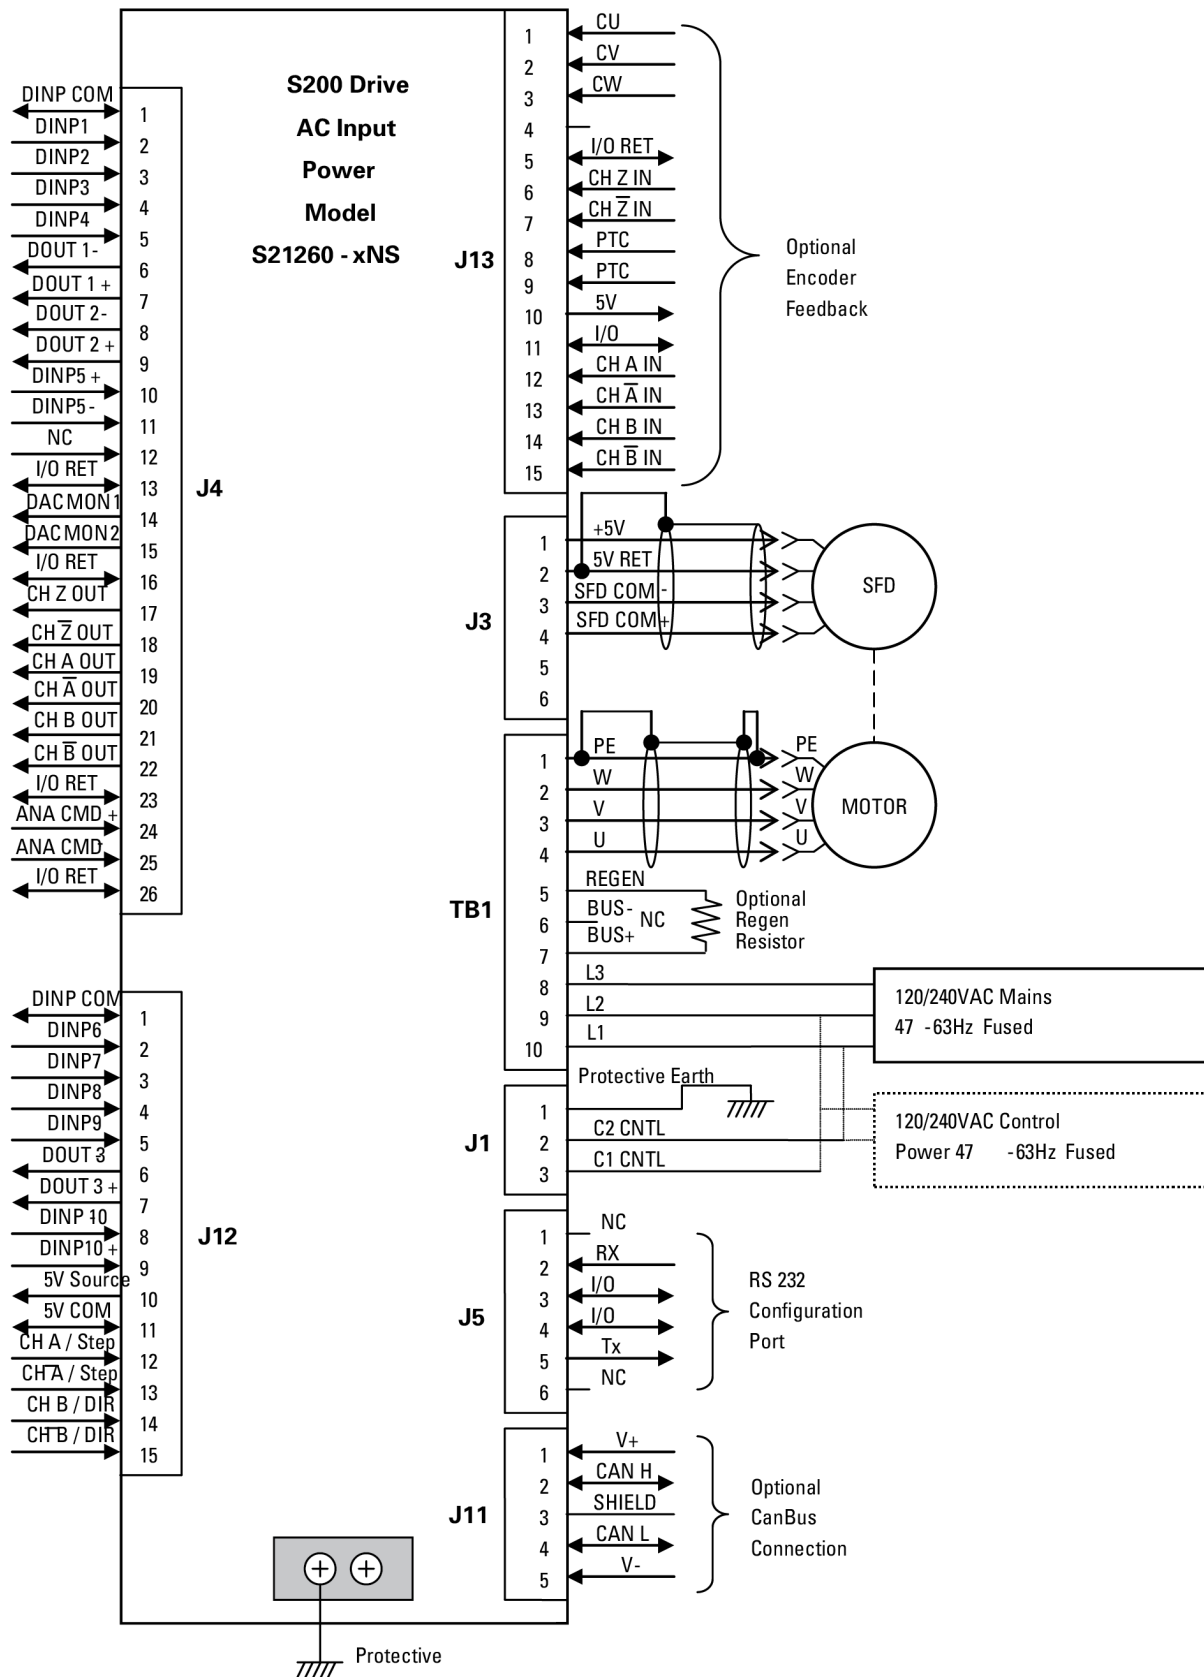 S200 Drive
AC Input
Power
Model
S21260 - xNS
DINP COM
1
DINP1
2
DINP2
3
DINP3
4
DINP4
5
DOUT 1-
6
DOUT 1 +
7
DOUT 2-
8
DOUT 2 +
9
DINP5 +
10
DINP5-
11
NC
12
I/O RET
13
DAC MON 1
14
DAC MON 2
15
I/O RET
16
CH Z OUT
17
CH Z̅ OUT
18
CH A OUT
19
CH A̅ OUT
20
CH B OUT
21
CH B̅ OUT
22
I/O RET
23
ANA CMD +
24
ANA CMD-
25
I/O RET
26
J4
DINP COM
1
DINP6
2
DINP7
3
DINP8
4
DINP9
5
DOUT 3-
6
DOUT 3 +
7
DINP 10-
8
DINP10 +
9
5V Source
10
5V COM
11
CH A / Step
12
CH A̅ / Step
13
CH B / DIR
14
CH B̅ / DIR
15
J12
Protective
J13
1
CU
2
CV
3
CW
4
5
I/O RET
6
CH Z IN
7
CH Z̅ IN
8
PTC
9
PTC
10
5V
11
I/O
12
CH A IN
13
CH A̅ IN
14
CH B IN
15
CH B̅ IN
Optional
Encoder
Feedback
J3
1
+5V
2
5V RET
3
SFD COM -
4
SFD COM +
5
6
SFD
TB1
1
PE
PE
2
W
W
3
V
V
4
U
U
MOTOR
5
REGEN
6
BUS-
NC
BUS+
7
Optional
Regen
Resistor
8
L3
9
L2
10
L1
120/240VAC Mains
47 -63Hz Fused
J1
Protective Earth
1
2
C2 CNTL
3
C1 CNTL
120/240VAC Control
Power 47 -63Hz Fused
J5
1
NC
2
RX
3
I/O
4
I/O
5
Tx
6
NC
RS 232
Configuration
Port
J11
1
V+
2
CAN H
3
SHIELD
4
CAN L
5
V-
Optional
CanBus
Connection